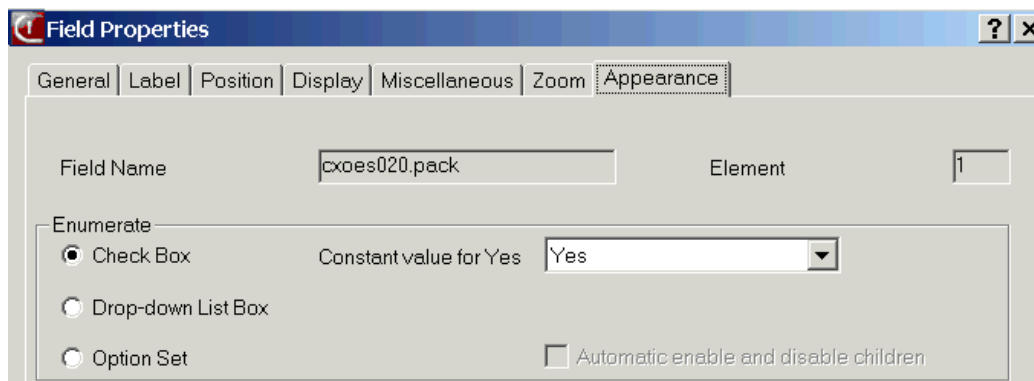 Field Properties
General Label Position Display Miscellaneous Zoom Appearance
Field Name cxoes020.pack Element 1
Enumerate
Check Box Constant value for Yes Yes
Drop-down List Box
Option Set Automatic enable and disable children